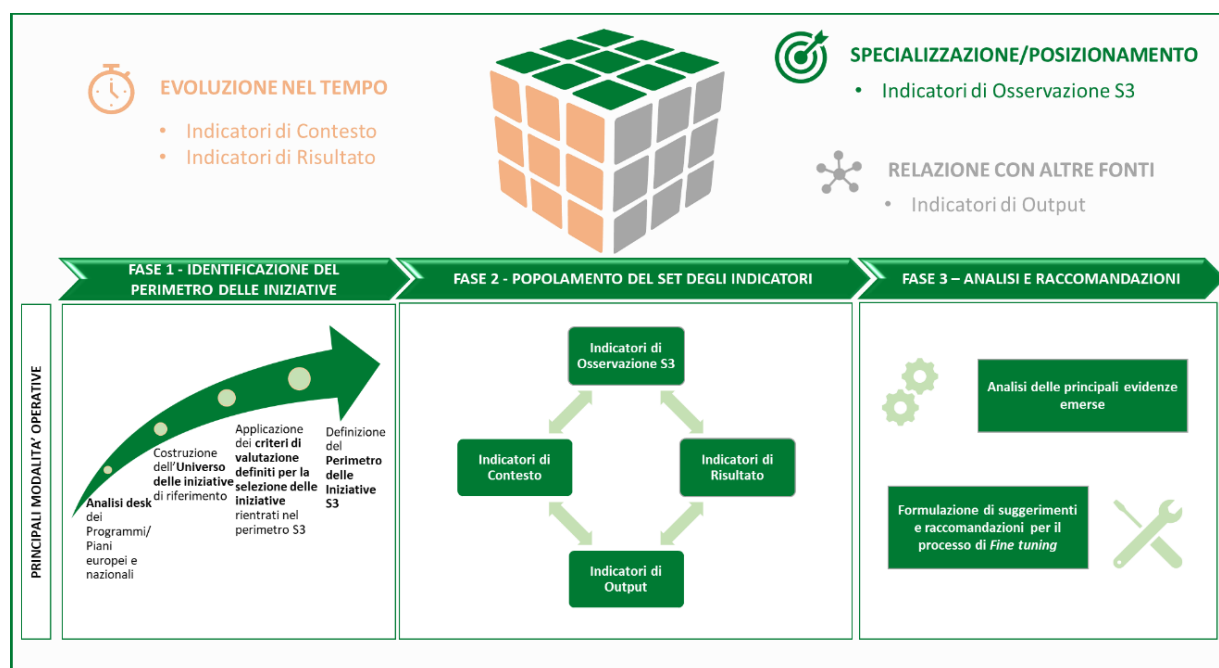 EVOLUZIONE NEL TEMPO
• Indicatori di Contesto
• Indicatori di Risultato
SPECIALIZZAZIONE/POSIZIONAMENTO
• Indicatori di Osservazione S3
RELAZIONE CON ALTRE FONTI
• Indicatori di Output
FASE 1 - IDENTIFICAZIONE DEL
PERIMETRO DELLE INIZIATIVE
FASE 2 - POPOLAMENTO DEL SET DEGLI INDICATORI
FASE 3 – ANALISI E RACCOMANDAZIONI
PRINCIPALI MODALITA' OPERATIVE
Analisi desk
dei
Programmi/
Piani
europei e
nazionali
Costruzione
dell'Universo
delle iniziative
di riferimento
Applicazione
dei criteri di
valutazione
definiti per la
selezione delle
iniziative
rientrati nel
perimetro S3
Definizione
del
Perimetro
delle
Iniziative S3
Indicatori di
Osservazione S3
Indicatori di
Contesto
Indicatori di
Risultato
Indicatori di
Output
Analisi delle principali evidenze
emerse
Formulazione di suggerimenti
e raccomandazioni per il
processo di Fine tuning